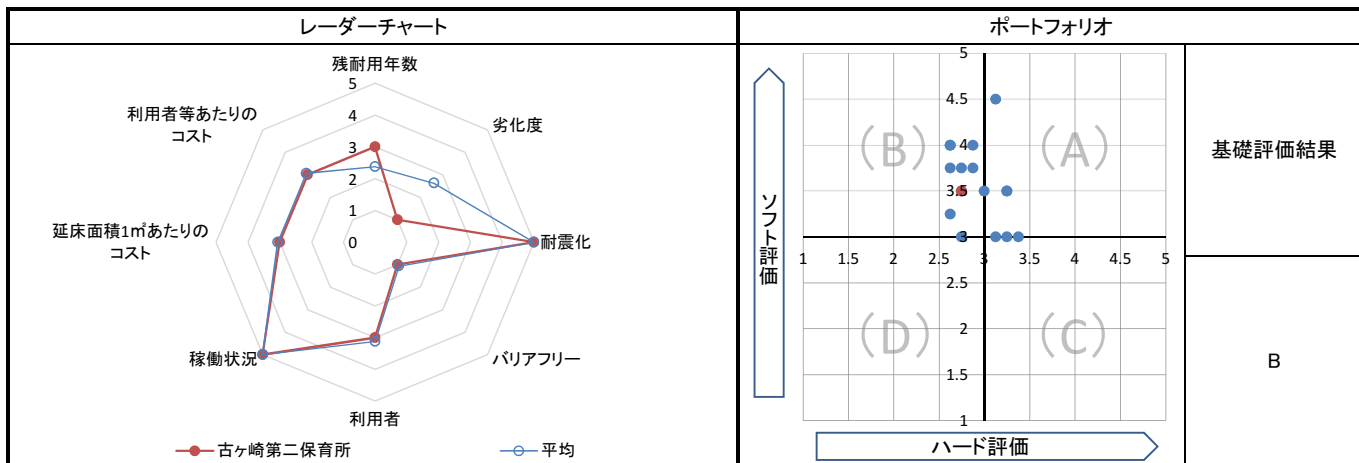 レーダーチャート
残耐用年数
劣化度
耐震化
バリアフリー
利用者
稼働状況
延床面積1㎡あたりの
コスト
利用者等あたりの
コスト
5
4
3
2
1
0
古ヶ崎第二保育所
平均
ポートフォリオ
ソフト評価
5
4.5
4
3.5
3
2.5
2
1.5
1
1 1.5 2 2.5 3 3.5 4 4.5 5
(B)
(A)
(D)
(C)
ハード評価
基礎評価結果
B